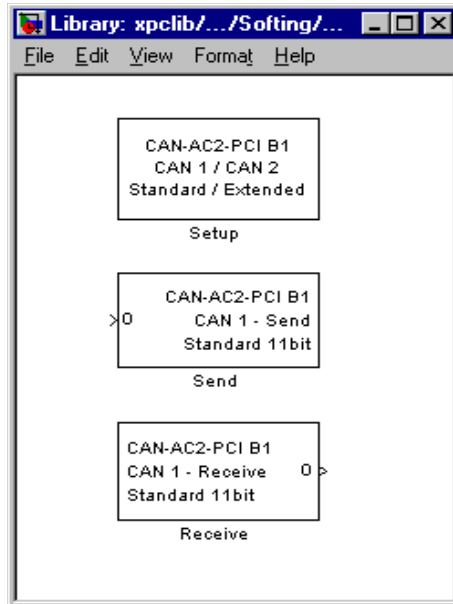 Library: xpclib/.../Softing/...
File Edit View Format Help
CAN-AC2-PCI B1
CAN 1 / CAN 2
Standard / Extended
Setup
CAN-AC2-PCI B1
0 CAN 1 - Send
Standard 11bit
Send
CAN-AC2-PCI B1
CAN 1 - Receive 0
Standard 11bit
Receive